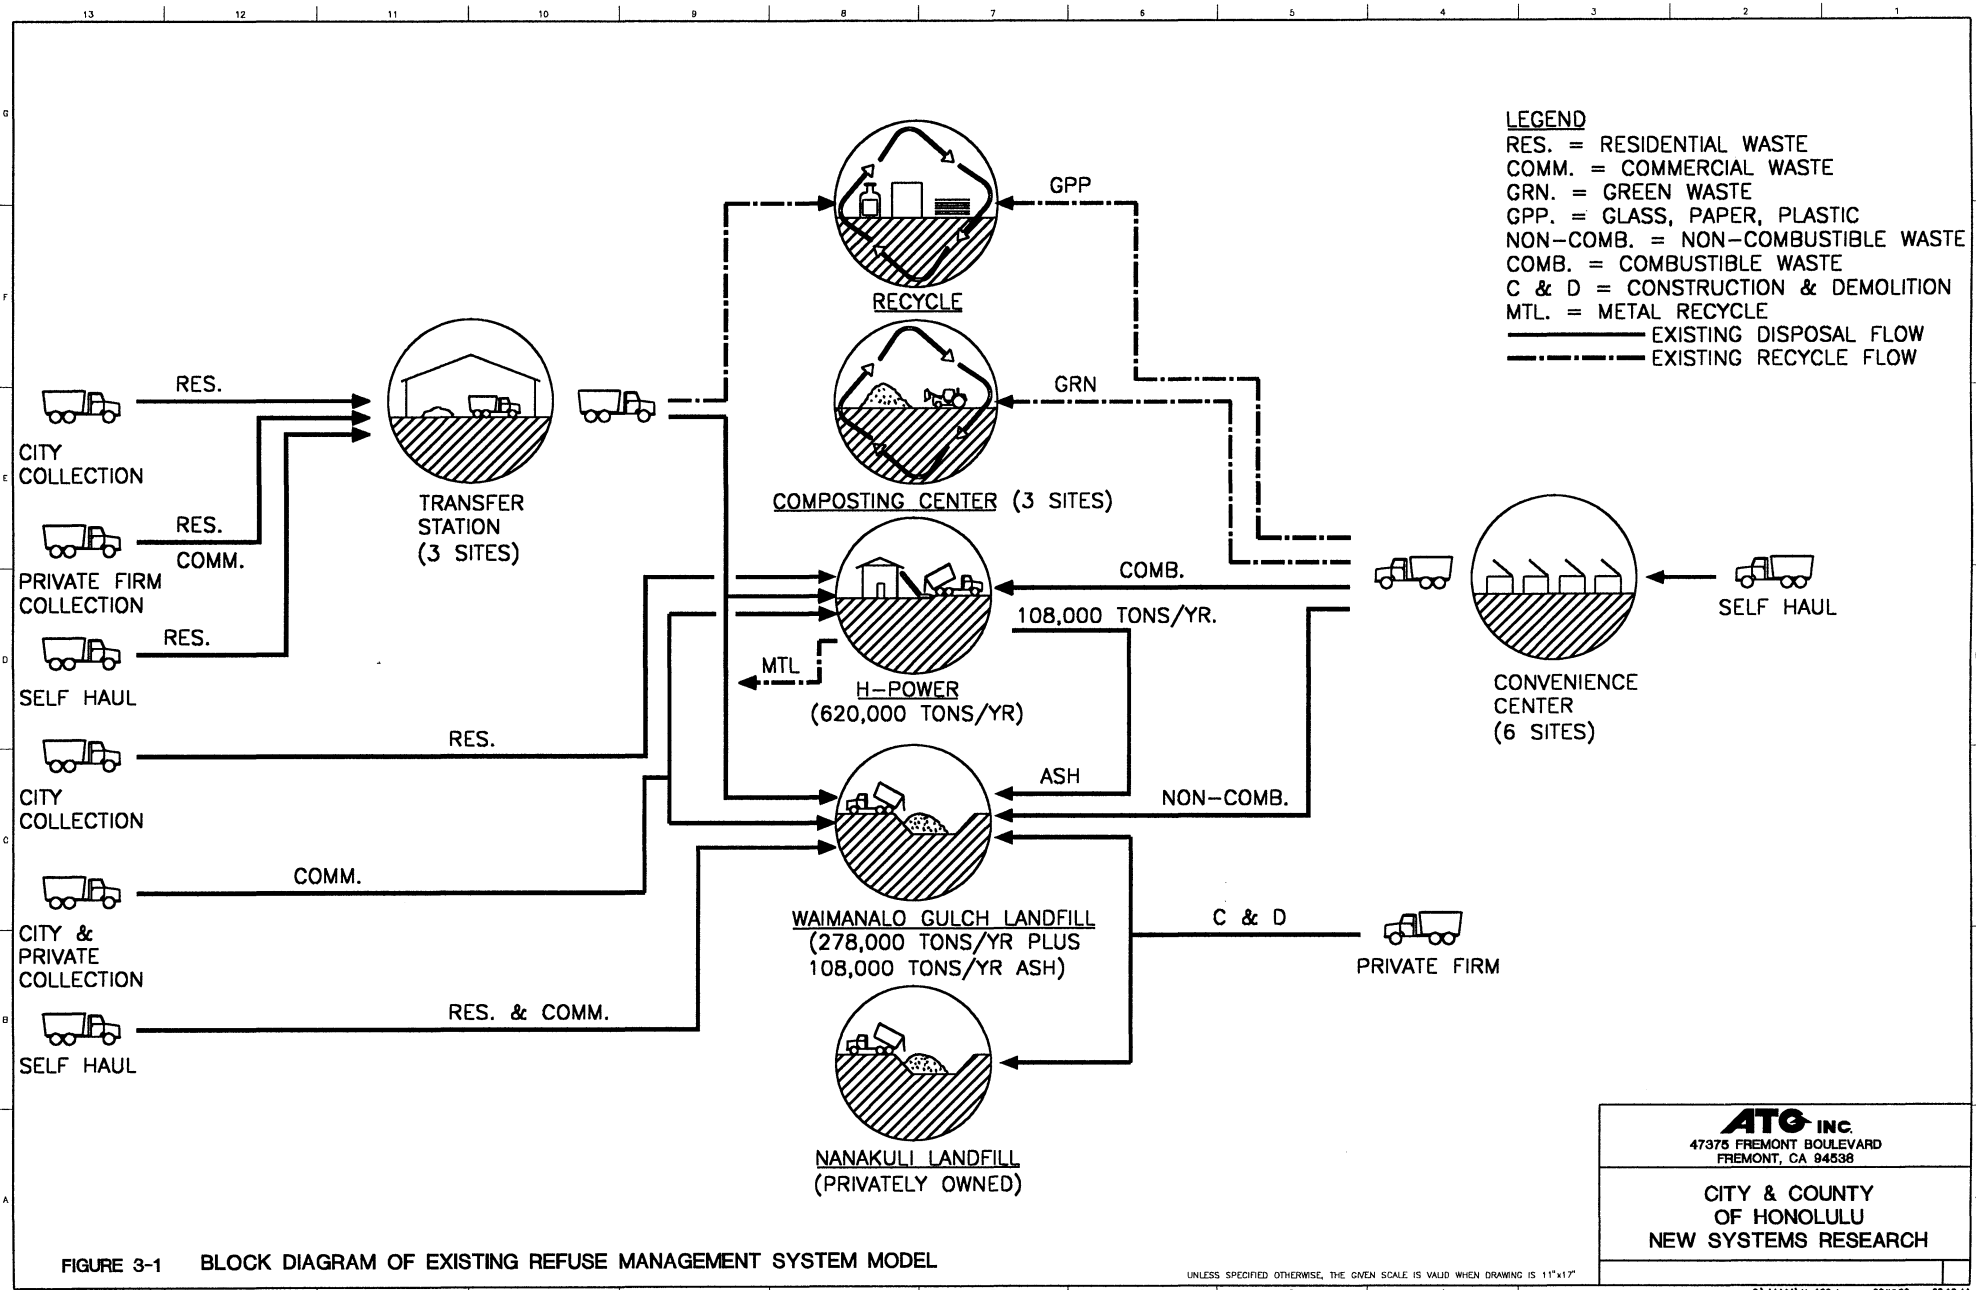 13 12 11 10 9 8 7 6 5 4 3 2 1
G
F
E
D
C
B
A
LEGEND
RES. = RESIDENTIAL WASTE
COMM. = COMMERCIAL WASTE
GRN. = GREEN WASTE
GPP. = GLASS, PAPER, PLASTIC
NON-COMB. = NON-COMBUSTIBLE WASTE
COMB. = COMBUSTIBLE WASTE
C & D = CONSTRUCTION & DEMOLITION
MTL. = METAL RECYCLE
EXISTING DISPOSAL FLOW
EXISTING RECYCLE FLOW
RES.
CITY
COLLECTION
RES.
COMM.
PRIVATE FIRM
COLLECTION
RES.
SELF HAUL
RES.
CITY
COLLECTION
COMM.
CITY &
PRIVATE
COLLECTION
RES. & COMM.
SELF HAUL
TRANSFER
STATION
(3 SITES)
GPP
RECYCLE
GRN
COMPOSTING CENTER (3 SITES)
COMB.
108,000 TONS/YR.
MTL
H-POWER
(620,000 TONS/YR)
ASH
NON-COMB.
WAIMANALO GULCH LANDFILL
(278,000 TONS/YR PLUS
108,000 TONS/YR ASH)
C & D
PRIVATE FIRM
NANAKULI LANDFILL
(PRIVATELY OWNED)
CONVENIENCE
CENTER
(6 SITES)
SELF HAUL
FIGURE 3-1 BLOCK DIAGRAM OF EXISTING REFUSE MANAGEMENT SYSTEM MODEL
UNLESS SPECIFIED OTHERWISE, THE GIVEN SCALE IS VALID WHEN DRAWING IS 11"x17"
ATG INC.
47375 FREMONT BOULEVARD
FREMONT, CA 94538
CITY & COUNTY
OF HONOLULU
NEW SYSTEMS RESEARCH